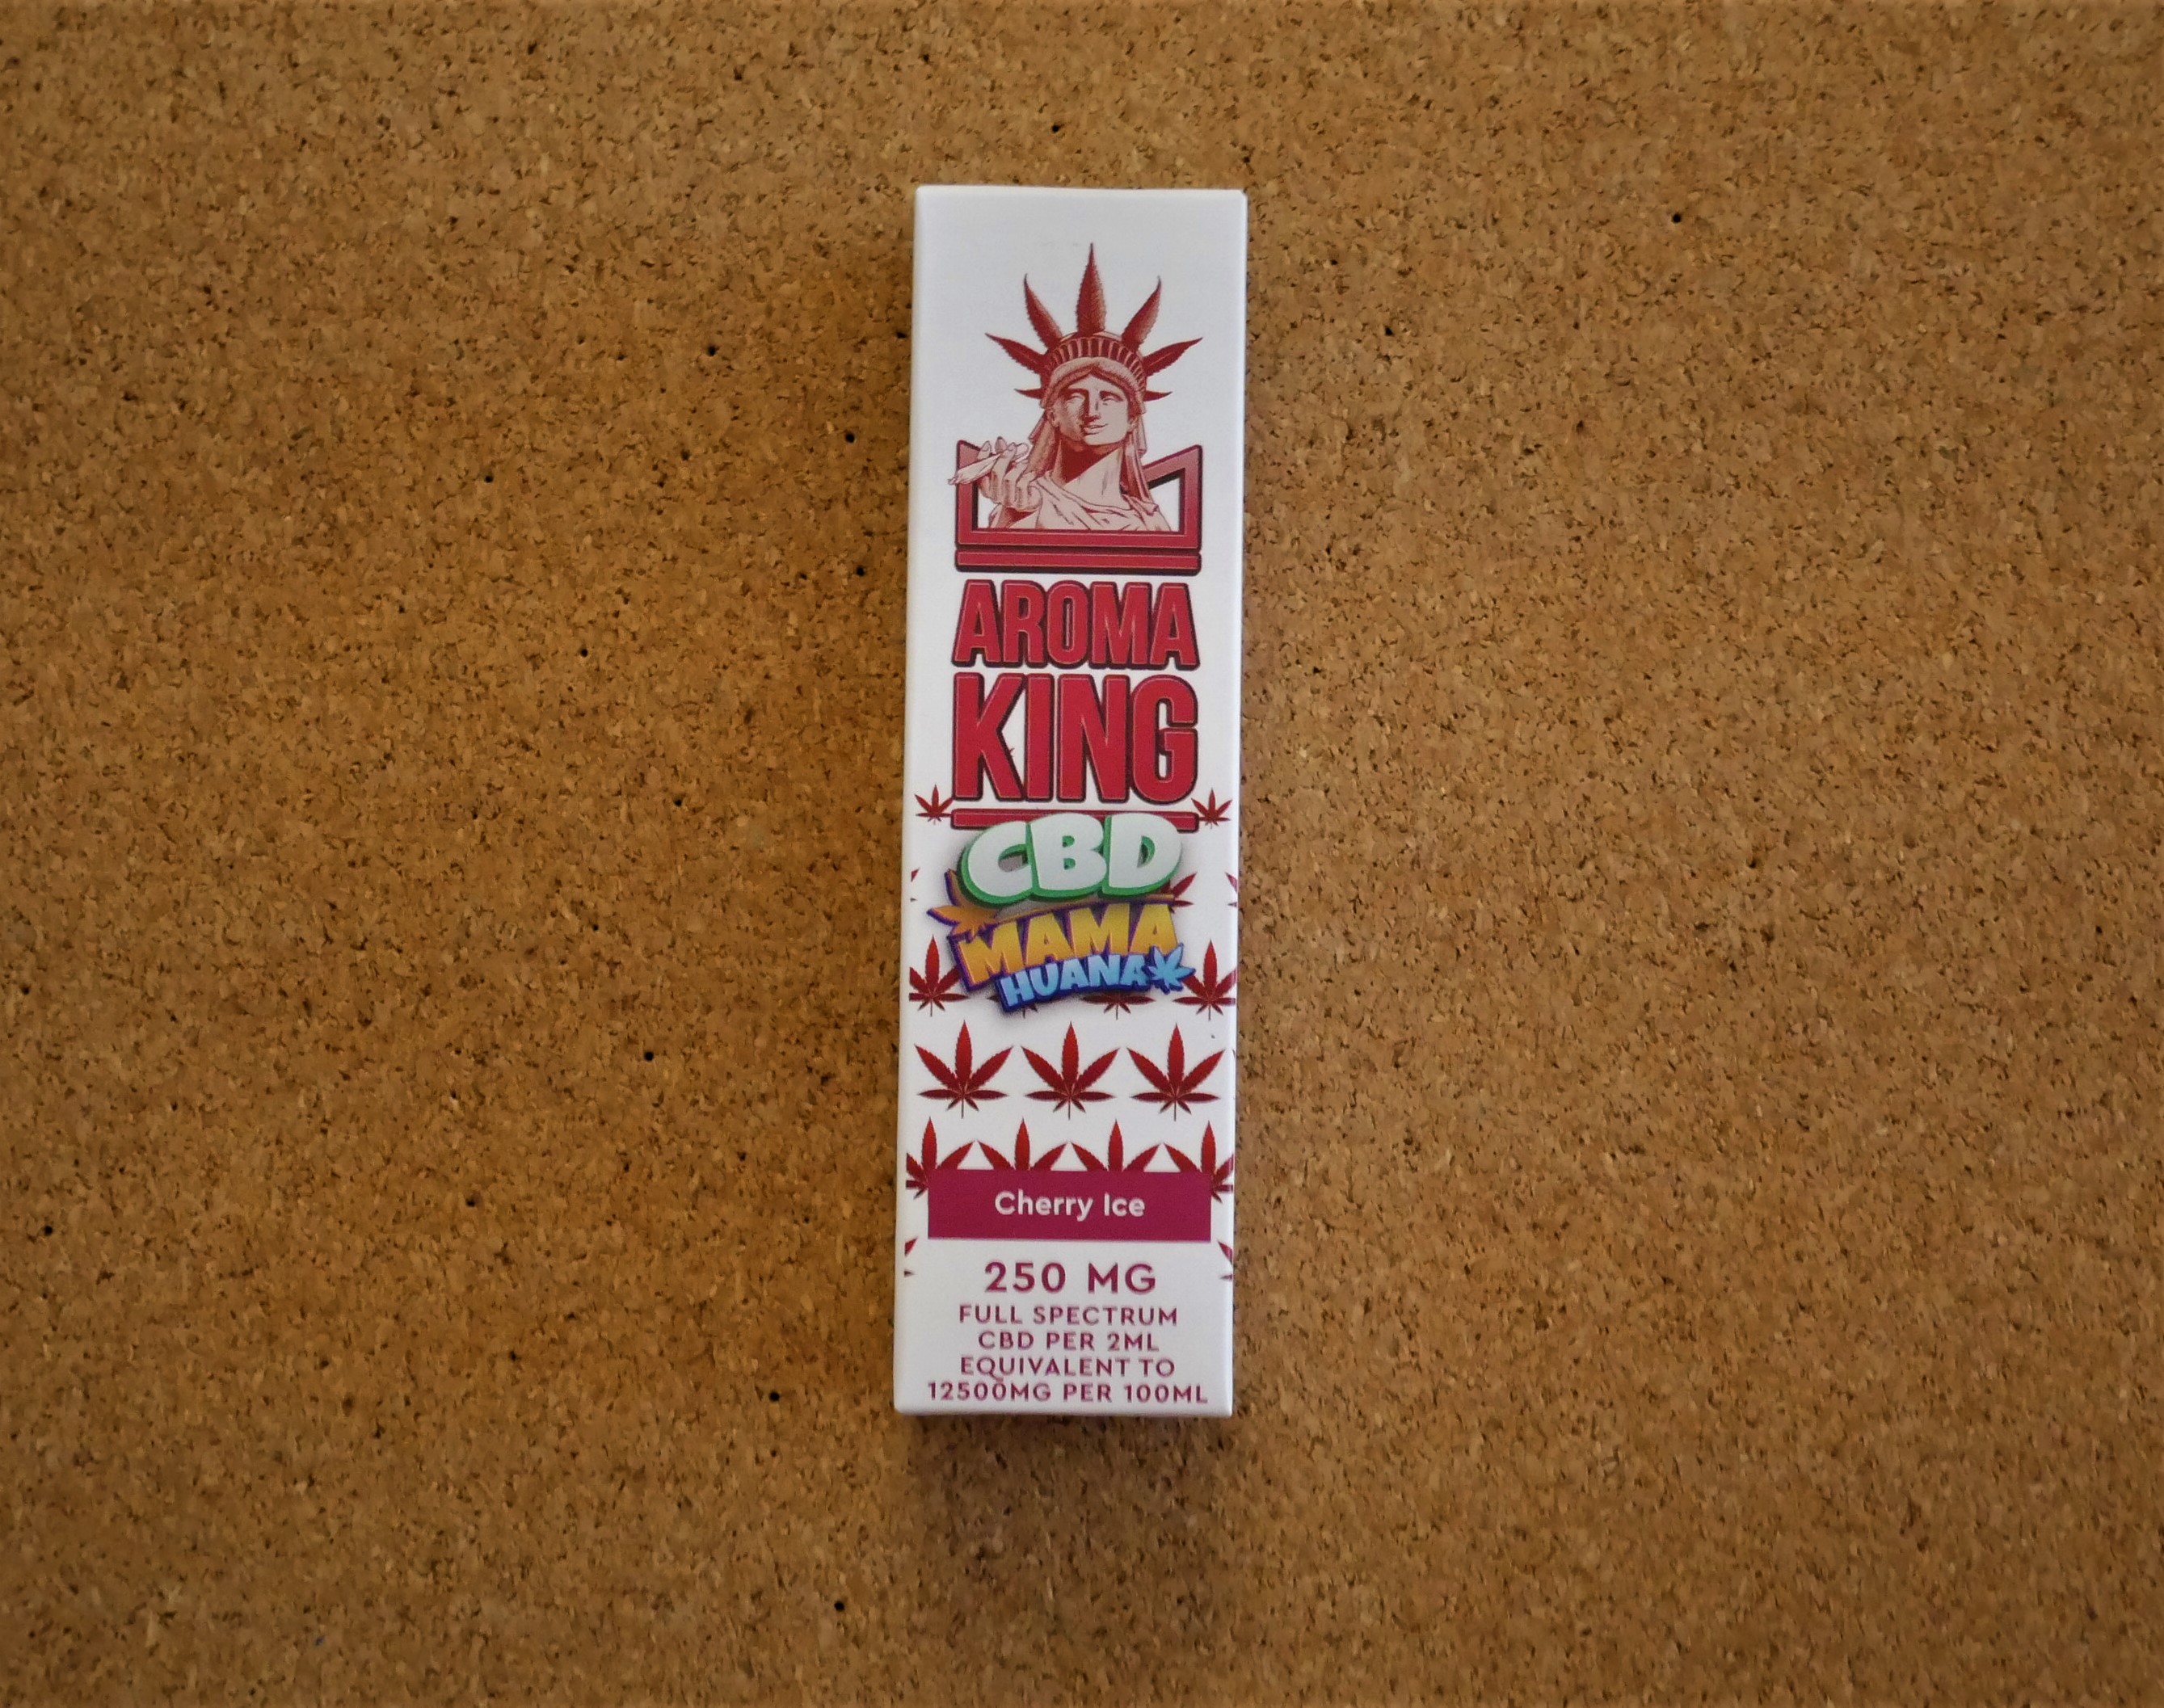 AROMA
KING
CBD
MAMA
HUANA
Cherry Ice
250 MG
FULL SPECTRUM
CBD PER 2ML
EQUIVALENT TO
12500MG PER 100ML